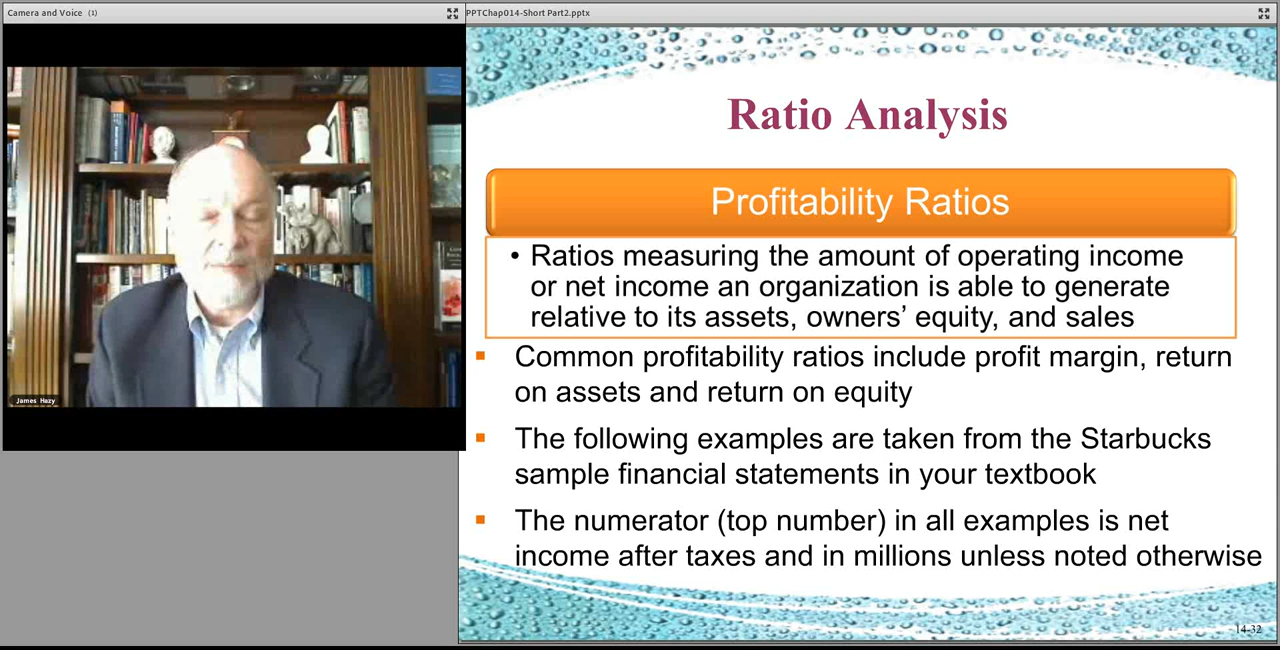 Camera and Voice (1)
James Hazy
PPTChap014-Short Part2.pptx
Ratio Analysis
Profitability Ratios
• Ratios measuring the amount of operating income
or net income an organization is able to generate
relative to its assets, owners’ equity, and sales
▪ Common profitability ratios include profit margin, return
on assets and return on equity
▪ The following examples are taken from the Starbucks
sample financial statements in your textbook
▪ The numerator (top number) in all examples is net
income after taxes and in millions unless noted otherwise
14-32